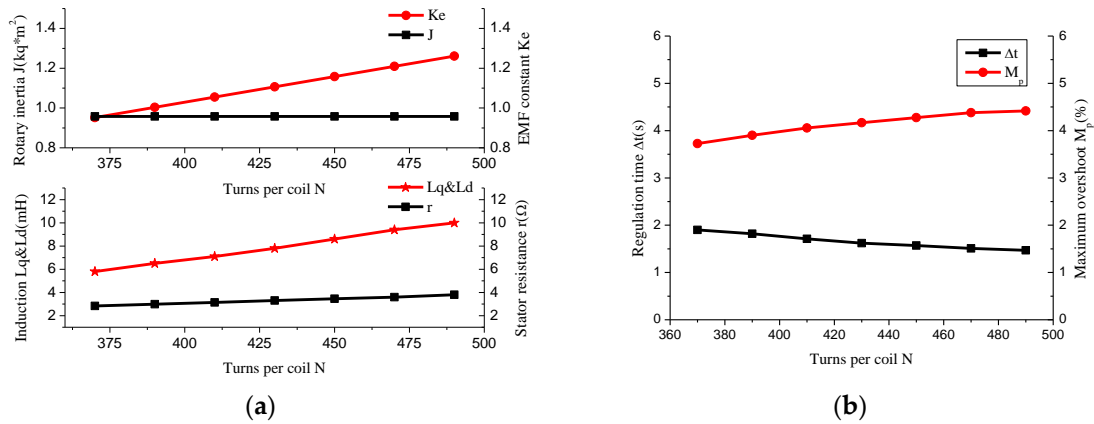 Ke
J
1.4
1.2
1.0
0.8
Rotary inertia J(kq*m²)
1.4
1.2
1.0
0.8
EMF constant Ke
375 400 425 450 475 500
Turns per coil N
Lq&Ld
r
12
10
8
6
4
2
Induction Lq&Ld(mH)
12
10
8
6
4
2
Stator resistance r(Ω)
375 400 425 450 475 500
Turns per coil N
(a)
Δt
Mp
6
5
4
3
2
1
0
Regulation time Δt(s)
6
5
4
3
2
1
0
Maximum overshoot Mp(%)
360 380 400 420 440 460 480 500
Turns per coil N
(b)